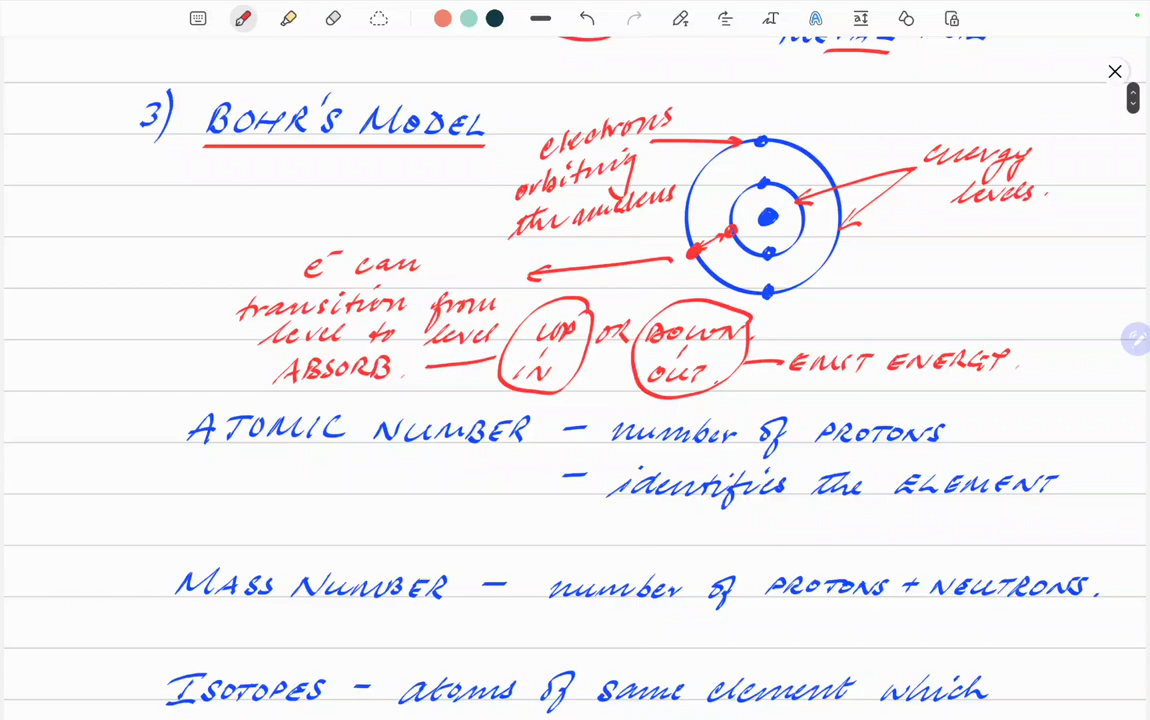 3) BOHR'S MODEL
electrons
orbiting
the nucleus
energy
levels.
e⁻ can
transition from
level to level UP OR DOWN.
ABSORB. IN OUT. EMIT ENERGY.
ATOMIC NUMBER – number of PROTONS
– identifies the ELEMENT
MASS NUMBER – number of PROTONS + NEUTRONS.
ISOTOPES – atoms of same element which